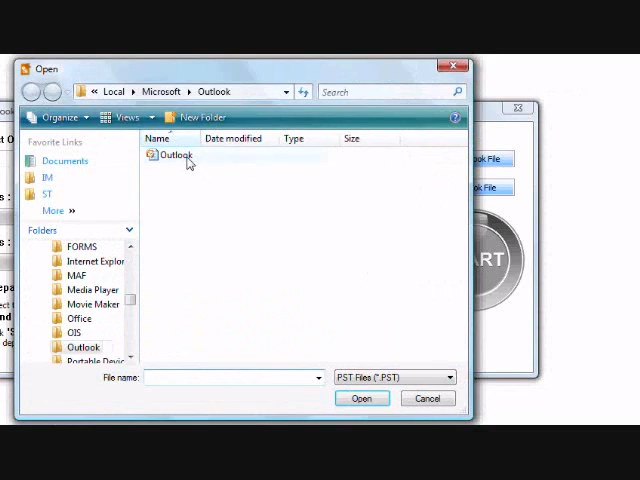 Open
« Local Microsoft Outlook
Search
Organize Views New Folder
Name Date modified Type Size
Favorite Links
Documents
IM
ST
More »
Folders
FORMS
Internet Explor
MAF
Media Player
Movie Maker
Office
OIS
Outlook
Portable Devic
Outlook
File name:
PST Files (*.PST)
Open Cancel
ook File
ook File
ART